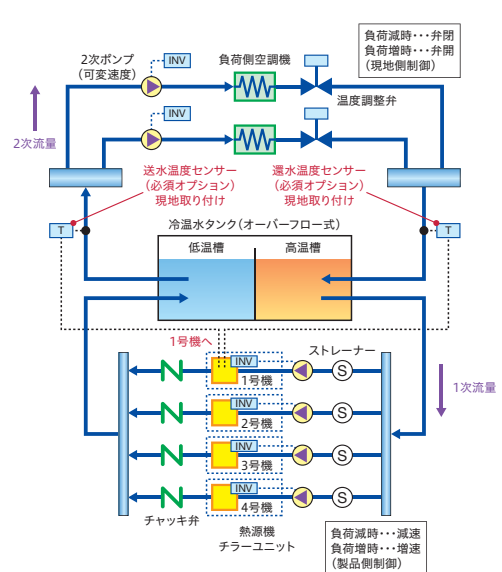 2次ポンプ
(可変速度)
INV
負荷側空調機
負荷減時・・・弁閉
負荷増時・・・弁開
(現地側制御)
温度調整弁
INV
2次流量
送水温度センサー
(必須オプション)
現地取り付け
還水温度センサー
(必須オプション)
現地取り付け
T
T
冷温水タンク(オーバーフロー式)
低温槽
高温槽
1号機へ
ストレーナー
INV
S
1号機
1次流量
INV
S
2号機
INV
S
3号機
INV
S
4号機
チャッキ弁
熱源機
チラーユニット
負荷減時・・・減速
負荷増時・・・増速
(製品側制御)